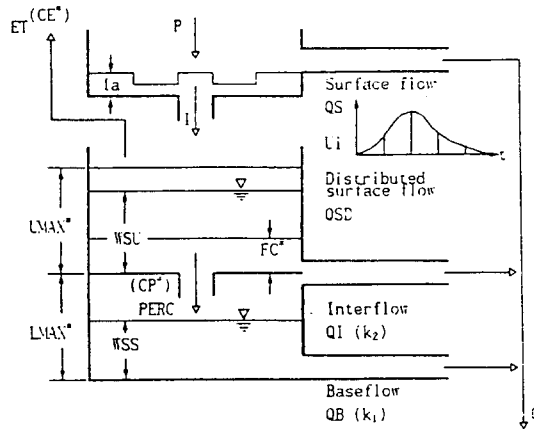 ET(CE*)
P
Ia
I
Surface flow
QS
Ui
t
Distributed
surface flow
QSD
UMAX*
WSU
FC*
(CP*)
PERC
LMAX*
WSS
Interflow
QI (k₂)
Baseflow
QB (k₁)